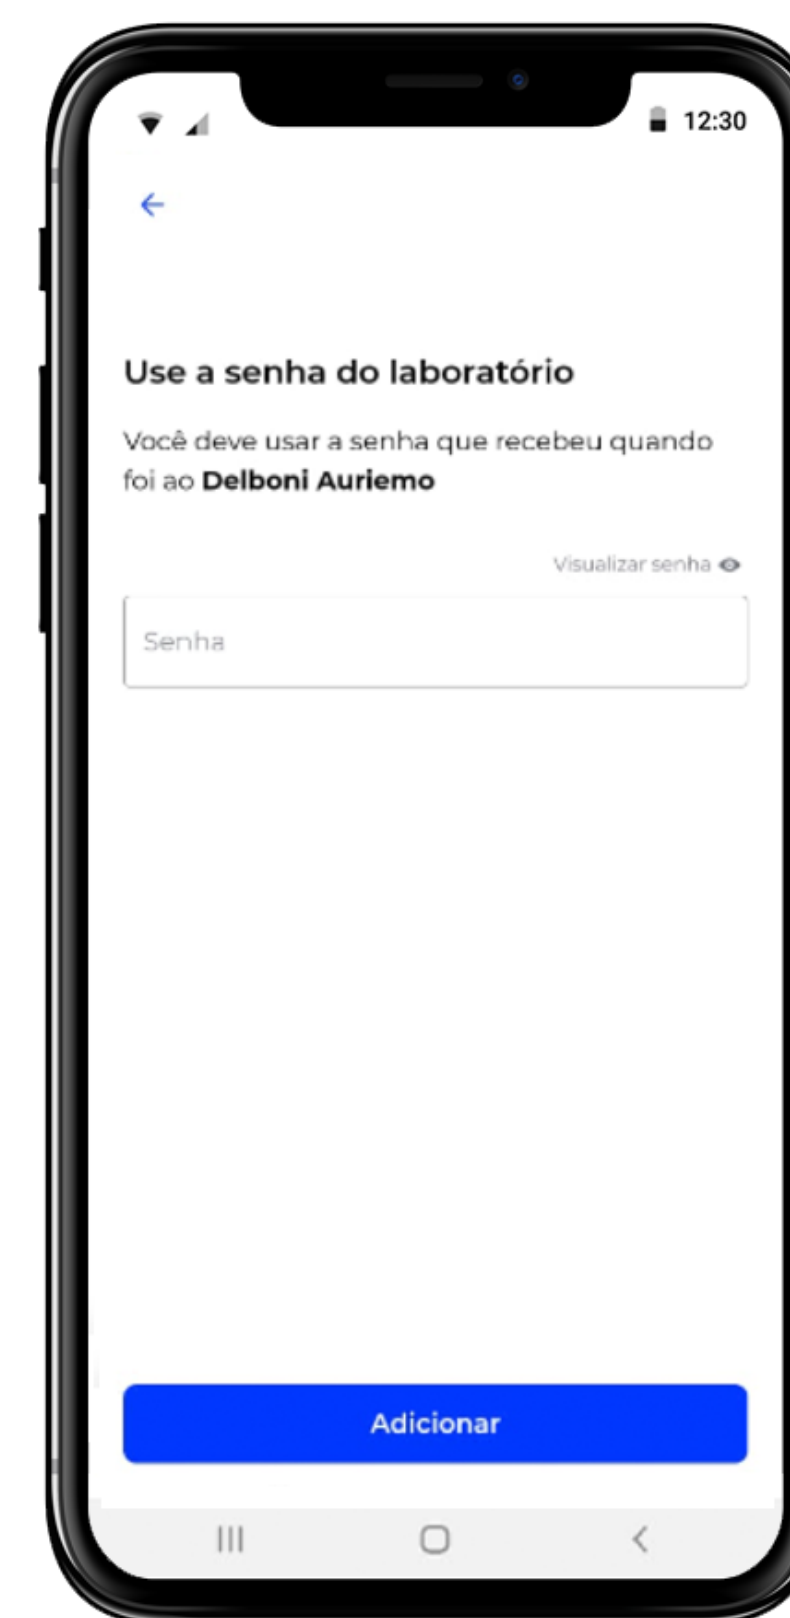 12:30
Use a senha do laboratório
Você deve usar a senha que recebeu quando
foi ao Delboni Auriemo
Visualizar senha
Senha
Adicionar